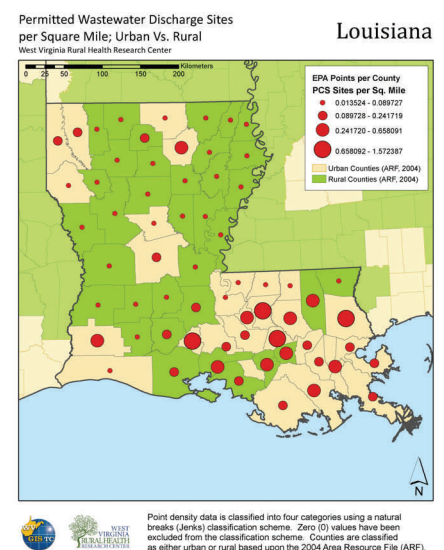 Permitted Wastewater Discharge Sites
per Square Mile; Urban Vs. Rural
West Virginia Rural Health Research Center
Louisiana
Kilometers
0 25 50 100 150 200
EPA Points per County
PCS Sites per Sq. Mile
0.013524 - 0.089727
0.089728 - 0.241719
0.241720 - 0.658091
0.658092 - 1.572387
Urban Counties (ARF, 2004)
Rural Counties (ARF, 2004)
N
GIS TC
WEST
VIRGINIA
RURAL HEALTH
RESEARCH CENTER
Point density data is classified into four categories using a natural
breaks (Jenks) classification scheme. Zero (0) values have been
excluded from the classification scheme. Counties are classified
as either urban or rural based upon the 2004 Area Resource File (ARF).